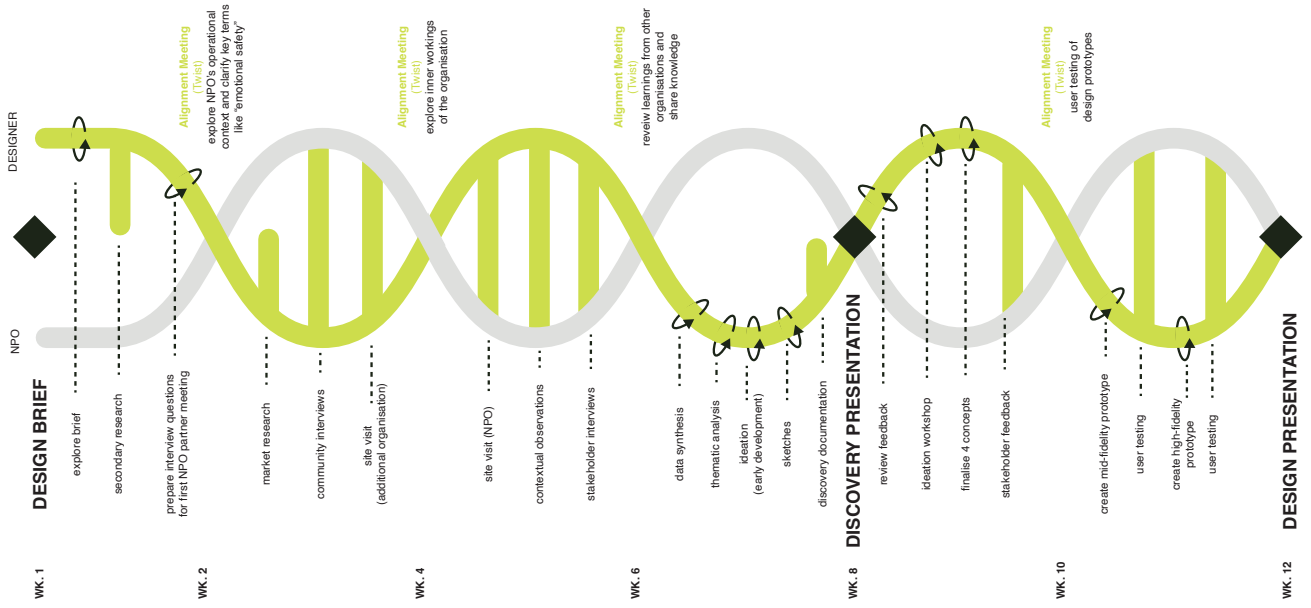 DESIGNER
NPO
Alignment Meeting
(Twist)
explore NPO's operational
context and clarify key terms
like "emotional safety"
Alignment Meeting
(Twist)
explore inner workings
of the organisation
Alignment Meeting
(Twist)
reveiw learnings from other
organisations and
share knowledge
Alignment Meeting
(Twist)
user testing of
design prototypes
DESIGN BRIEF
explore brief
secondary research
prepare interview questions
for first NPO partner meeting
market research
community interviews
site visit
(additional organisation)
site visit (NPO)
contextual observations
stakeholder interviews
data synthesis
thematic analysis
ideation
(early development)
sketches
discovery documentation
DISCOVERY PRESENTATION
review feedback
ideation workshop
finalise 4 concepts
stakeholder feedback
create mid-fidelity prototype
user testing
create high-fidelity
prototype
user testing
DESIGN PRESENTATION
WK. 1
WK. 2
WK. 4
WK. 6
WK. 8
WK. 10
WK. 12